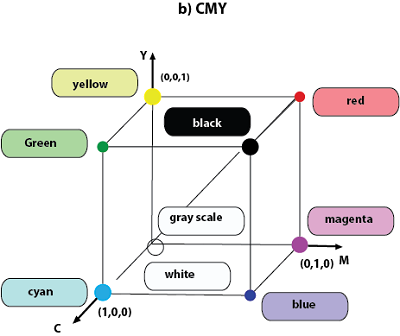 b) CMY
Y
(0,0,1)
yellow
red
black
Green
gray scale
magenta
white
(0,1,0)
M
cyan
(1,0,0)
blue
C